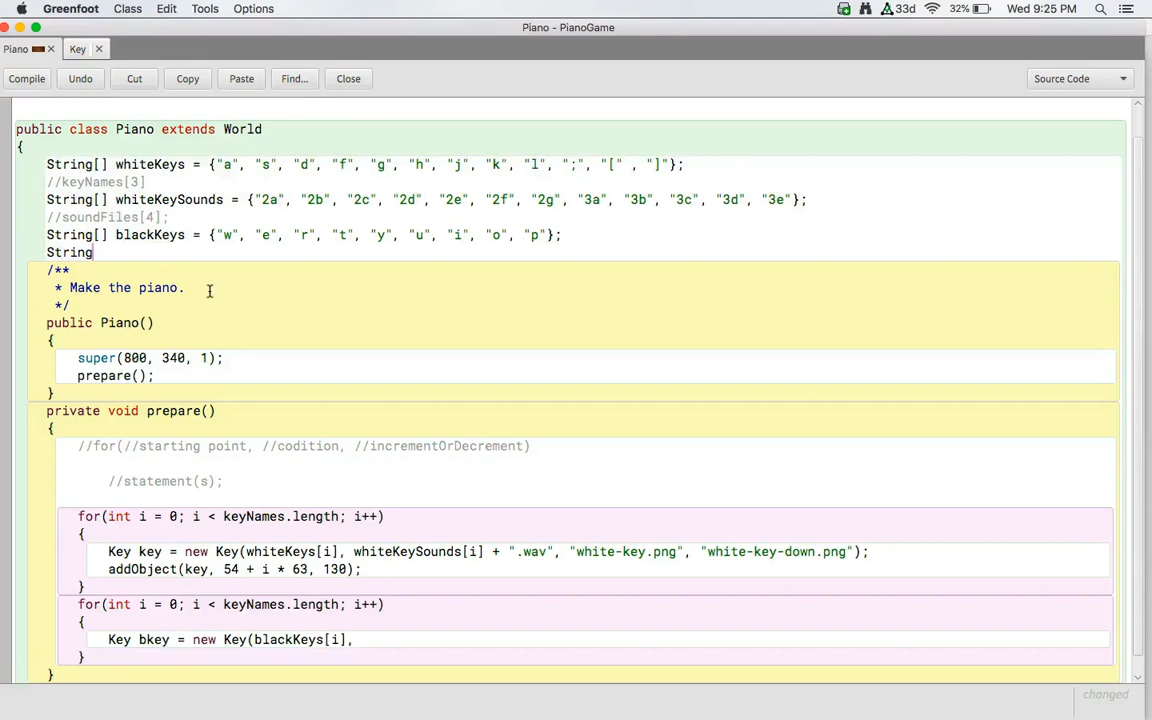 Greenfoot Class Edit Tools Options 33d 32% Wed 9:25 PM
Piano - PianoGame
Piano Key
Compile Undo Cut Copy Paste Find... Close Source Code
public class Piano extends World
{
String[] whiteKeys = {"a", "s", "d", "f", "g", "h", "j", "k", "l", ";", "[" , "]"};
//keyNames[3]
String[] whiteKeySounds = {"2a", "2b", "2c", "2d", "2e", "2f", "2g", "3a", "3b", "3c", "3d", "3e"};
//soundFiles[4];
String[] blackKeys = {"w", "e", "r", "t", "y", "u", "i", "o", "p"};
String
/**
* Make the piano.
*/
public Piano()
{
super(800, 340, 1);
prepare();
}
private void prepare()
{
//for(//starting point, //codition, //incrementOrDecrement)
//statement(s);
for(int i = 0; i < keyNames.length; i++)
{
Key key = new Key(whiteKeys[i], whiteKeySounds[i] + ".wav", "white-key.png", "white-key-down.png");
addObject(key, 54 + i * 63, 130);
}
for(int i = 0; i < keyNames.length; i++)
{
Key bkey = new Key(blackKeys[i],
}
}
changed